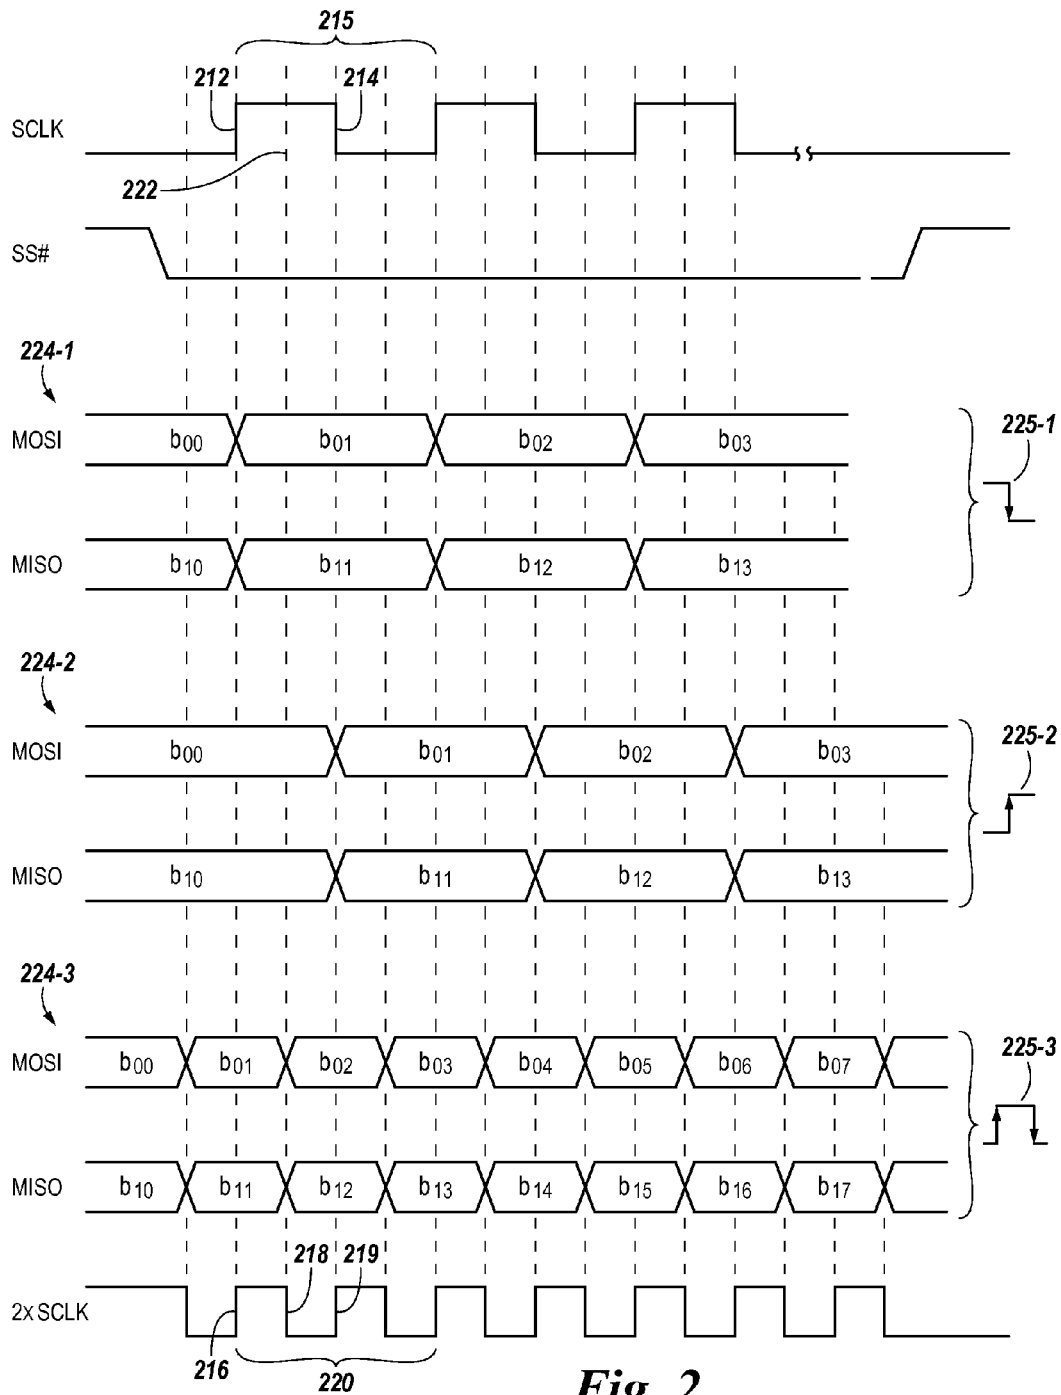 215
212
214
SCLK
222
SS#
224-1
MOSI b00 b01 b02 b03
225-1
MISO b10 b11 b12 b13
224-2
MOSI b00 b01 b02 b03
225-2
MISO b10 b11 b12 b13
224-3
MOSI b00 b01 b02 b03 b04 b05 b06 b07
225-3
MISO b10 b11 b12 b13 b14 b15 b16 b17
218 219
2x SCLK
216
220
Fig. 2